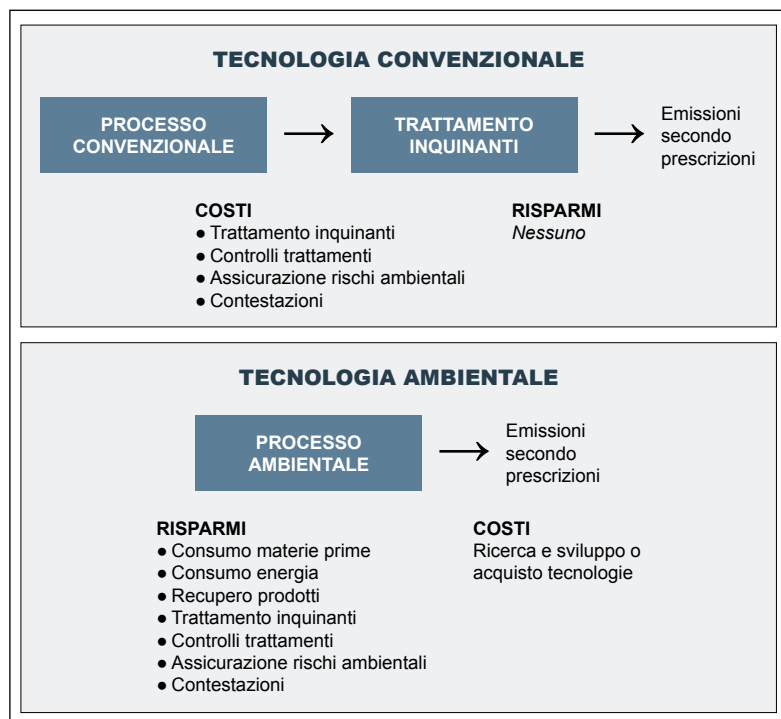 TECNOLOGIA CONVENZIONALE
PROCESSO
CONVENZIONALE
TRATTAMENTO
INQUINANTI
Emissioni
secondo
prescrizioni
COSTI
● Trattamento inquinanti
● Controlli trattamenti
● Assicurazione rischi ambientali
● Contestazioni
RISPARMI
Nessuno
TECNOLOGIA AMBIENTALE
PROCESSO
AMBIENTALE
Emissioni
secondo
prescrizioni
RISPARMI
● Consumo materie prime
● Consumo energia
● Recupero prodotti
● Trattamento inquinanti
● Controlli trattamenti
● Assicurazione rischi ambientali
● Contestazioni
COSTI
Ricerca e sviluppo o
acquisto tecnologie